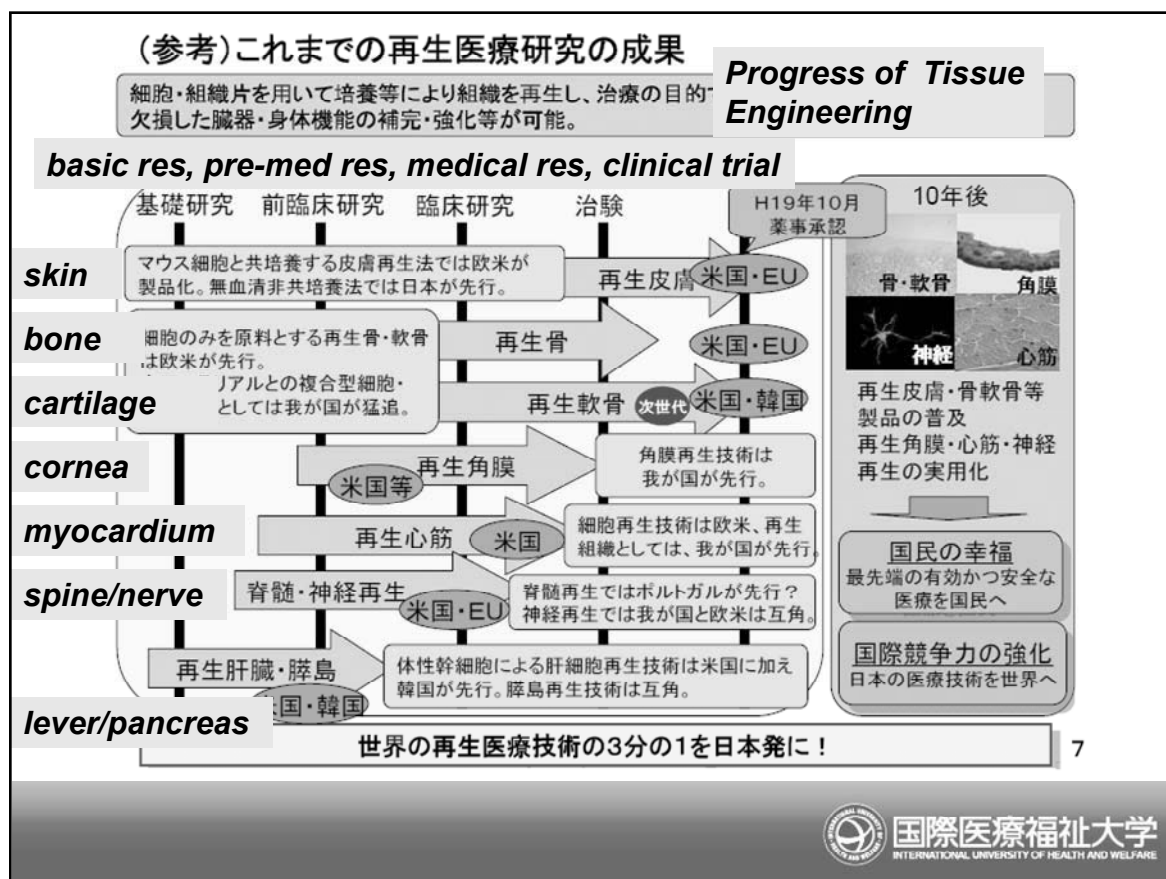 (参考)これまでの再生医療研究の成果
Progress of Tissue
Engineering
細胞・組織片を用いて培養等により組織を再生し、治療の目的で
欠損した臓器・身体機能の補完・強化等が可能。
basic res, pre-med res, medical res, clinical trial
基礎研究 前臨床研究 臨床研究 治験
H19年10月
薬事承認
skin
マウス細胞と共培養する皮膚再生法では欧米が
製品化。無血清非共培養法では日本が先行。
再生皮膚
米国・EU
bone
細胞のみを原料とする再生骨・軟骨
は欧米が先行。
再生骨
米国・EU
cartilage
リアルとの複合型細胞・
としては我が国が猛追。
再生軟骨
次世代
米国・韓国
cornea
再生角膜
米国等
角膜再生技術は
我が国が先行。
myocardium
再生心筋
米国
細胞再生技術は欧米、再生
組織としては、我が国が先行。
spine/nerve
脊髄・神経再生
米国・EU
脊髄再生ではポルトガルが先行?
神経再生では我が国と欧米は互角。
再生肝臓・膵島
国・韓国
体性幹細胞による肝細胞再生技術は米国に加え
韓国が先行。膵島再生技術は互角。
lever/pancreas
10年後
骨・軟骨
角膜
神経
心筋
再生皮膚・骨軟骨等
製品の普及
再生角膜・心筋・神経
再生の実用化
国民の幸福
最先端の有効かつ安全な
医療を国民へ
国際競争力の強化
日本の医療技術を世界へ
世界の再生医療技術の3分の1を日本発に!
7
国際医療福祉大学
INTERNATIONAL UNIVERSITY OF HEALTH AND WELFARE